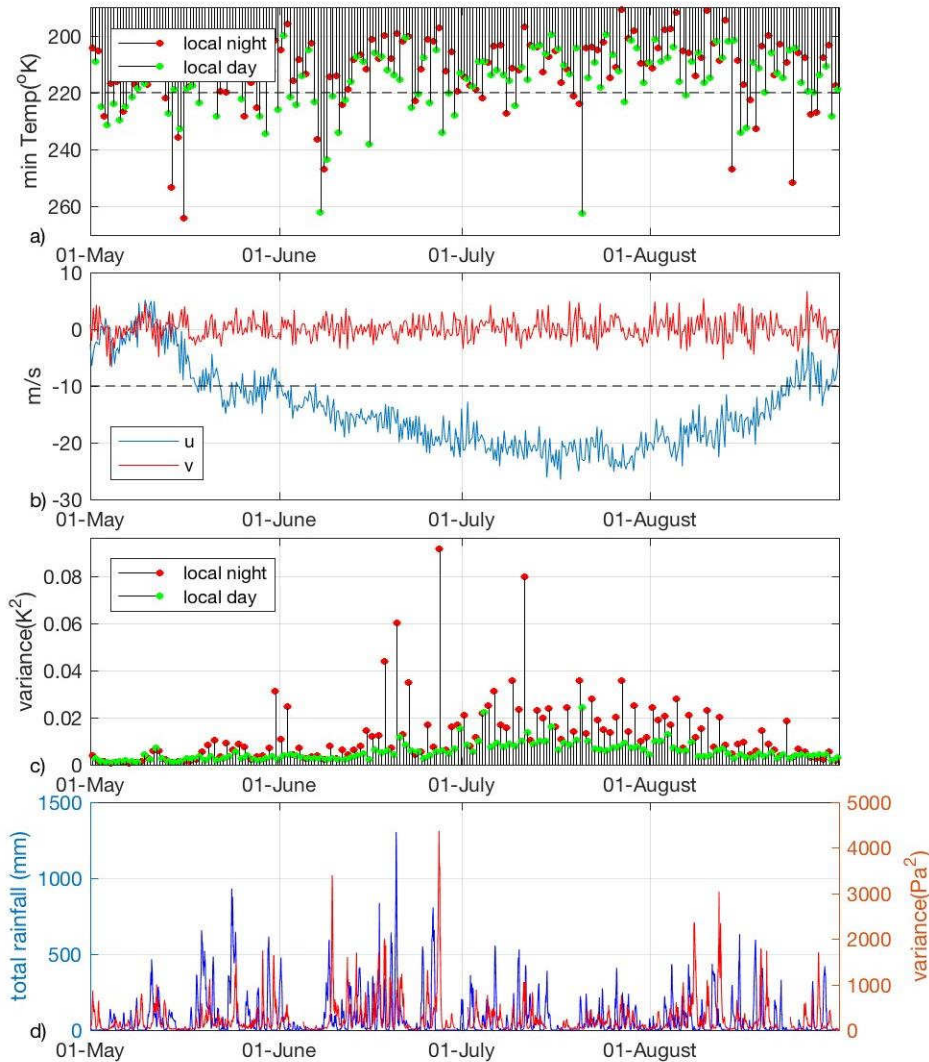 200
220
240
260
min Temp(°K)
local night
local day
a)
01-May 01-June 01-July 01-August
10
0
-10
-20
-30
m/s
u
v
b)
01-May 01-June 01-July 01-August
0.08
0.06
0.04
0.02
0
variance(K²)
local night
local day
c)
01-May 01-June 01-July 01-August
1500
1000
500
0
total rainfall (mm)
5000
4000
3000
2000
1000
0
variance(Pa²)
d)
01-May 01-June 01-July 01-August